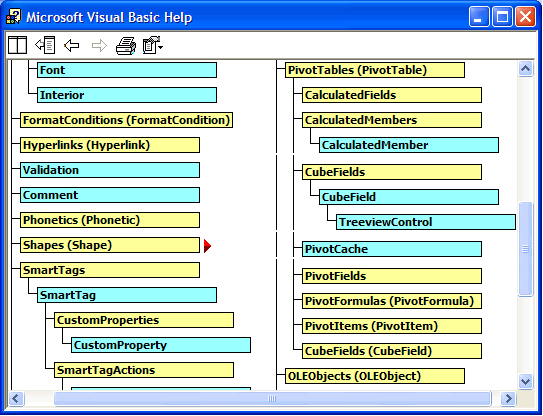 Microsoft Visual Basic Help
Font
Interior
FormatConditions (FormatCondition)
Hyperlinks (Hyperlink)
Validation
Comment
Phonetics (Phonetic)
Shapes (Shape)
SmartTags
SmartTag
CustomProperties
CustomProperty
SmartTagActions
PivotTables (PivotTable)
CalculatedFields
CalculatedMembers
CalculatedMember
CubeFields
CubeField
TreeviewControl
PivotCache
PivotFields
PivotFormulas (PivotFormula)
PivotItems (PivotItem)
CubeFields (CubeField)
OLEObjects (OLEObject)